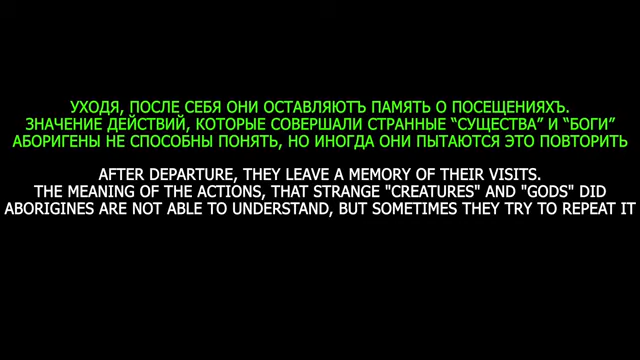 УХОДЯ, ПОСЛЕ СЕБЯ ОНИ ОСТАВЛЯЮТЪ ПАМЯТЬ О ПОСЕЩЕНИЯХЪ.
ЗНАЧЕНИЕ ДЕЙСТВИЙ, КОТОРЫЕ СОВЕРШАЛИ СТРАННЫЕ “СУЩЕСТВА” И “БОГИ”
АБОРИГЕНЫ НЕ СПОСОБНЫ ПОНЯТЬ, НО ИНОГДА ОНИ ПЫТАЮТСЯ ЭТО ПОВТОРИТЬ
AFTER DEPARTURE, THEY LEAVE A MEMORY OF THEIR VISITS.
THE MEANING OF THE ACTIONS, THAT STRANGE "CREATURES" AND "GODS" DID
ABORIGINES ARE NOT ABLE TO UNDERSTAND, BUT SOMETIMES THEY TRY TO REPEAT IT